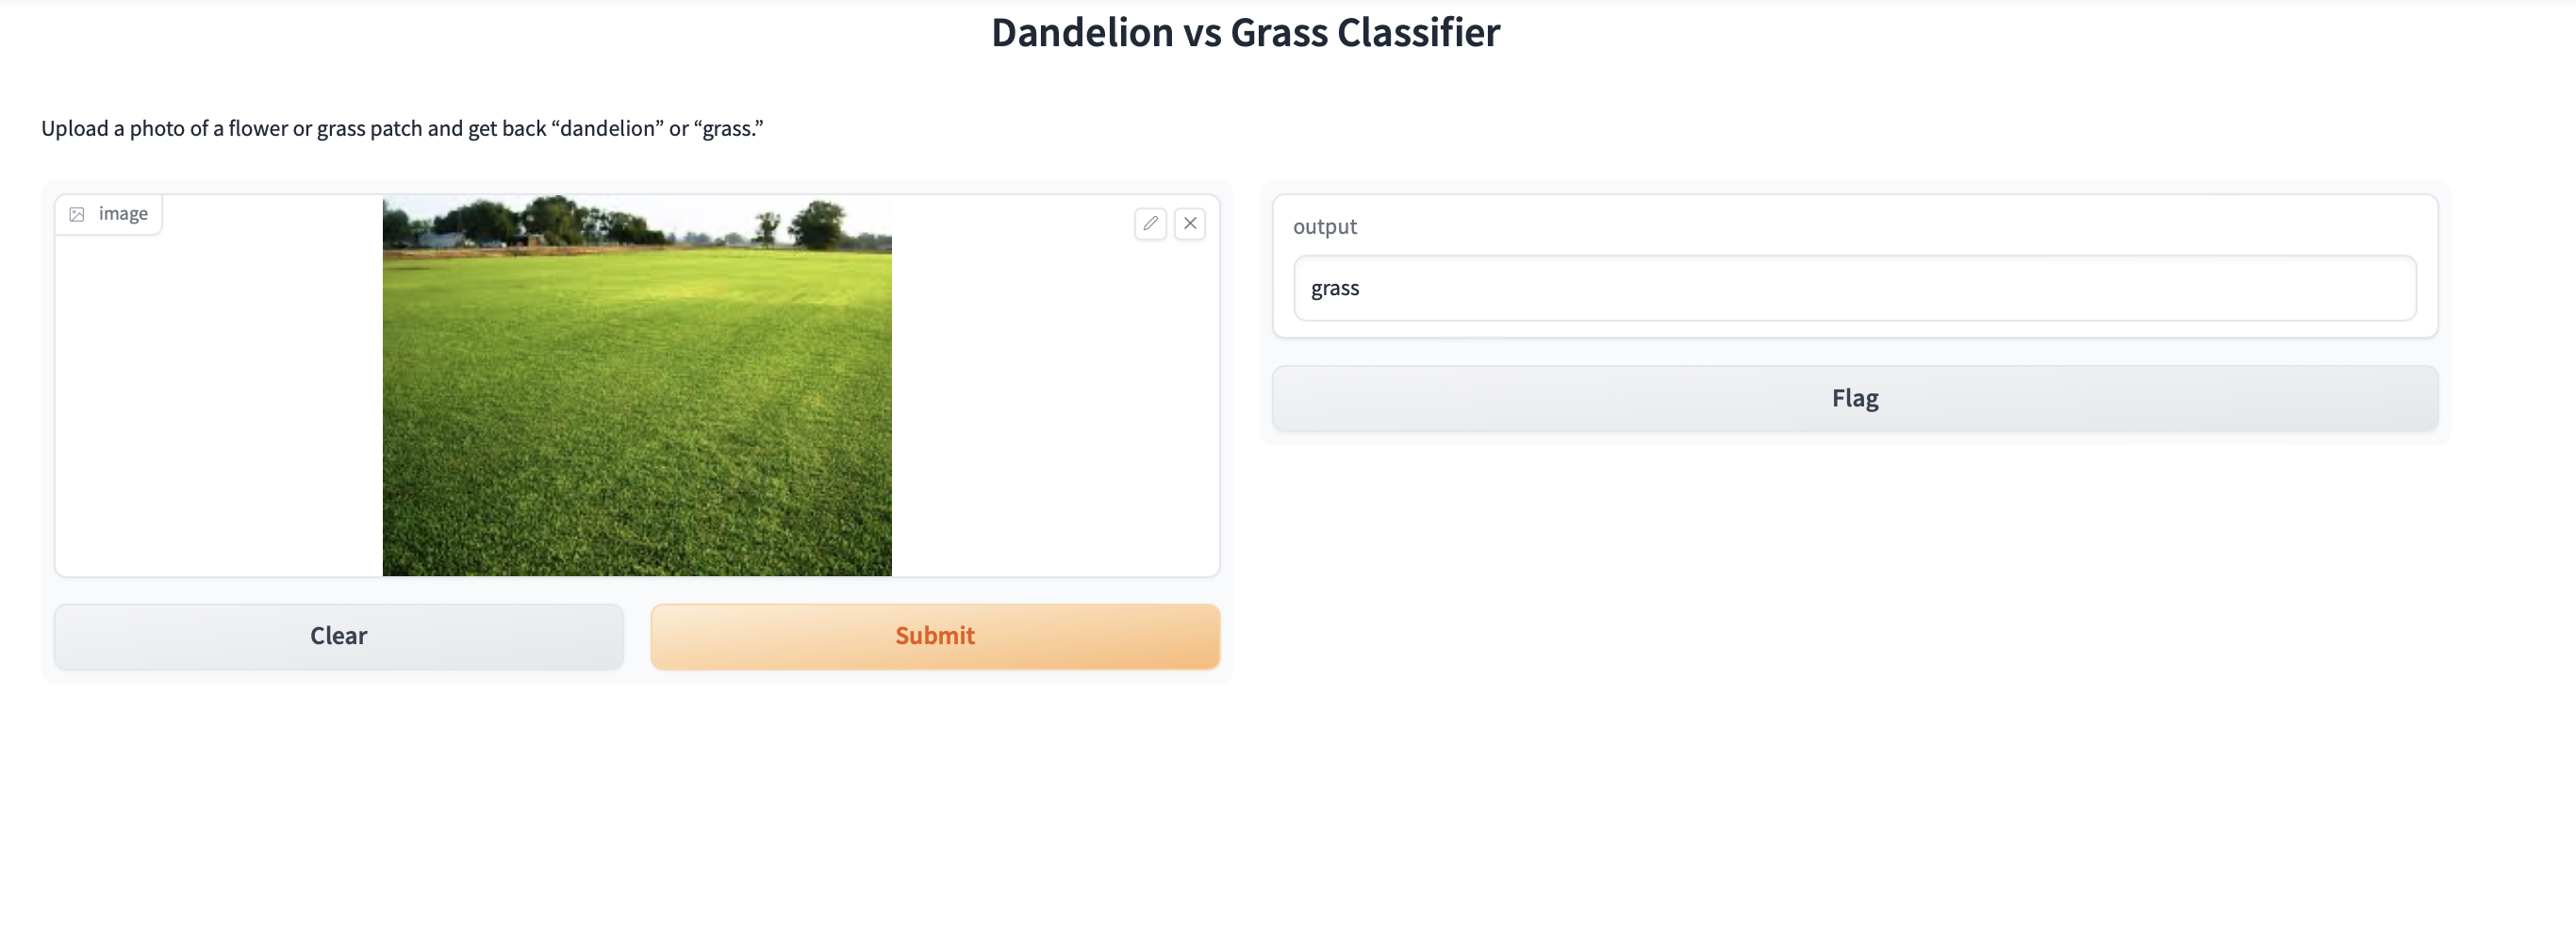 Dandelion vs Grass Classifier
Upload a photo of a flower or grass patch and get back “dandelion” or “grass.”
image
output
grass
Flag
Clear
Submit